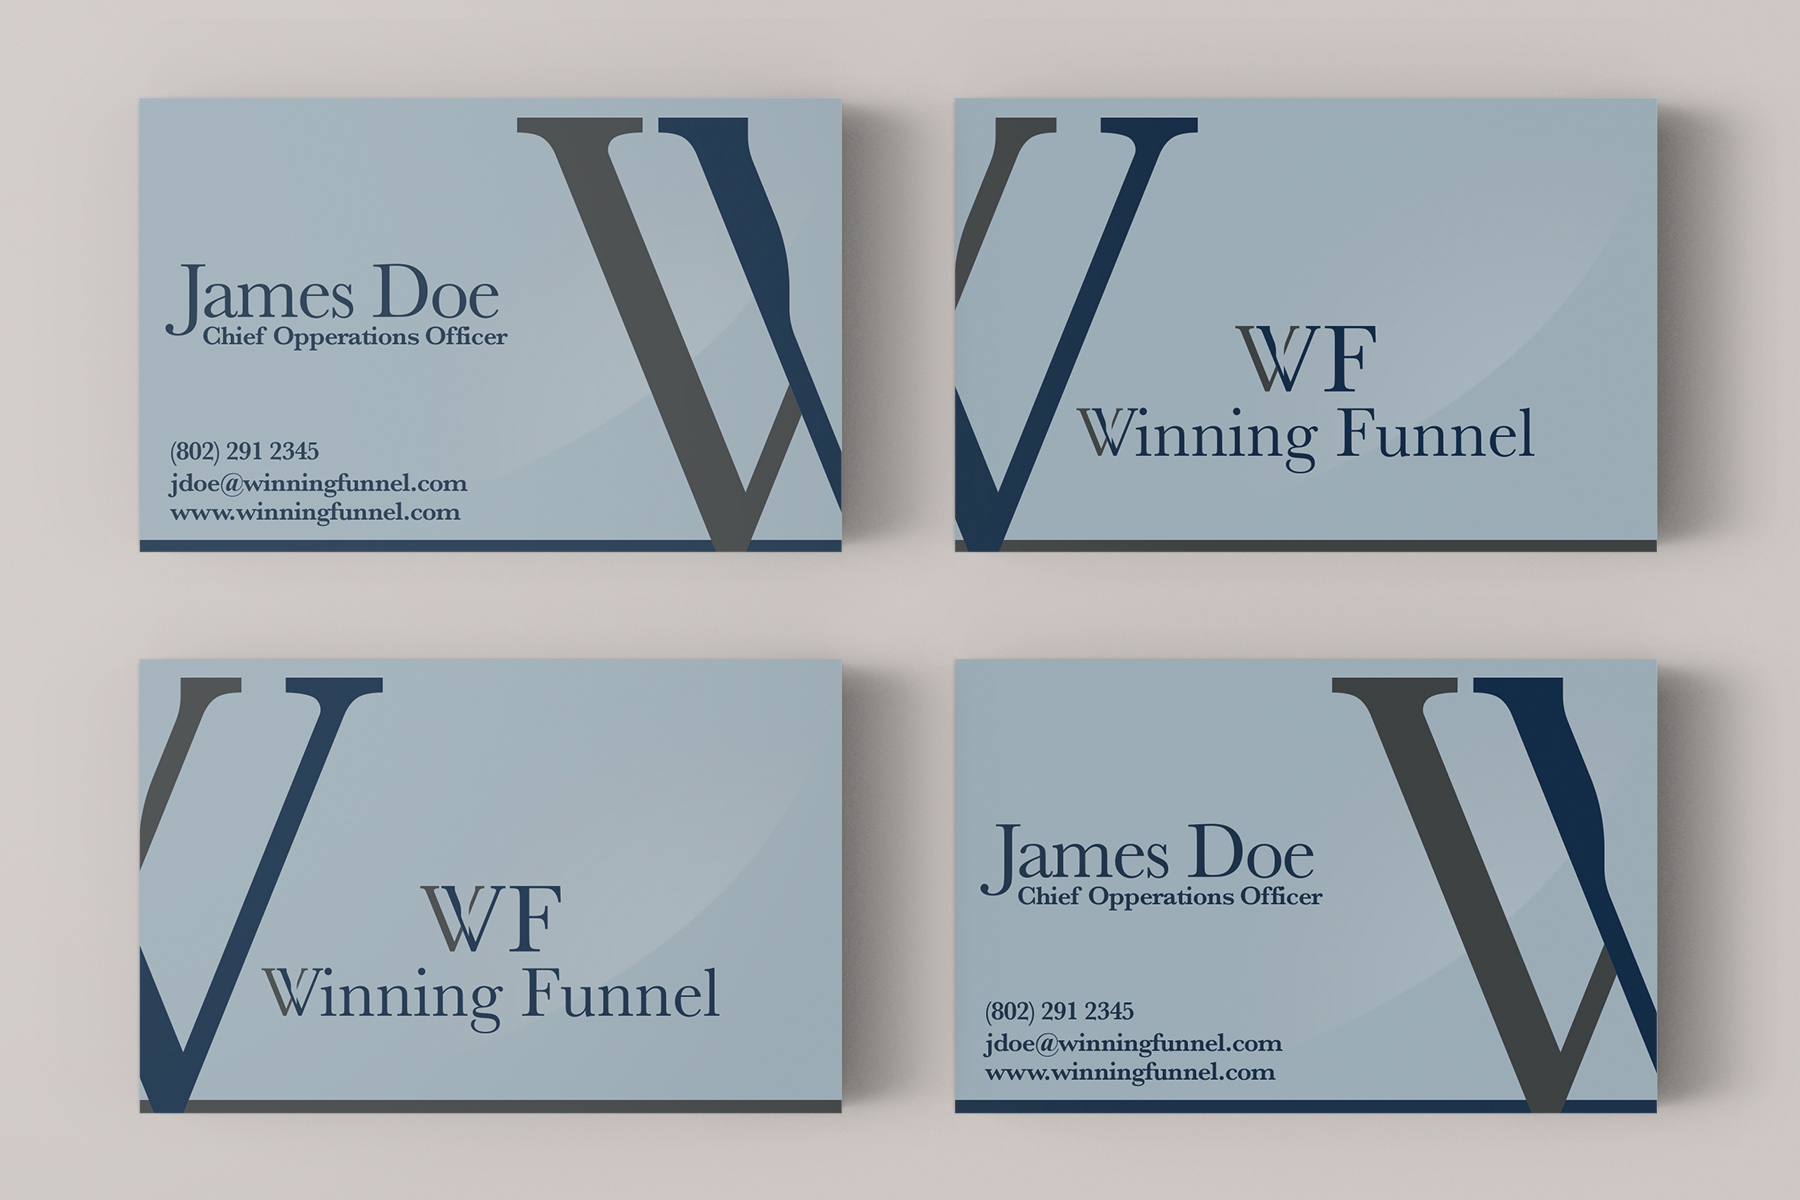 James Doe
Chief Opperations Officer
(802) 291 2345
jdoe@winningfunnel.com
www.winningfunnel.com
WF
Winning Funnel
WF
Winning Funnel
James Doe
Chief Opperations Officer
(802) 291 2345
jdoe@winningfunnel.com
www.winningfunnel.com